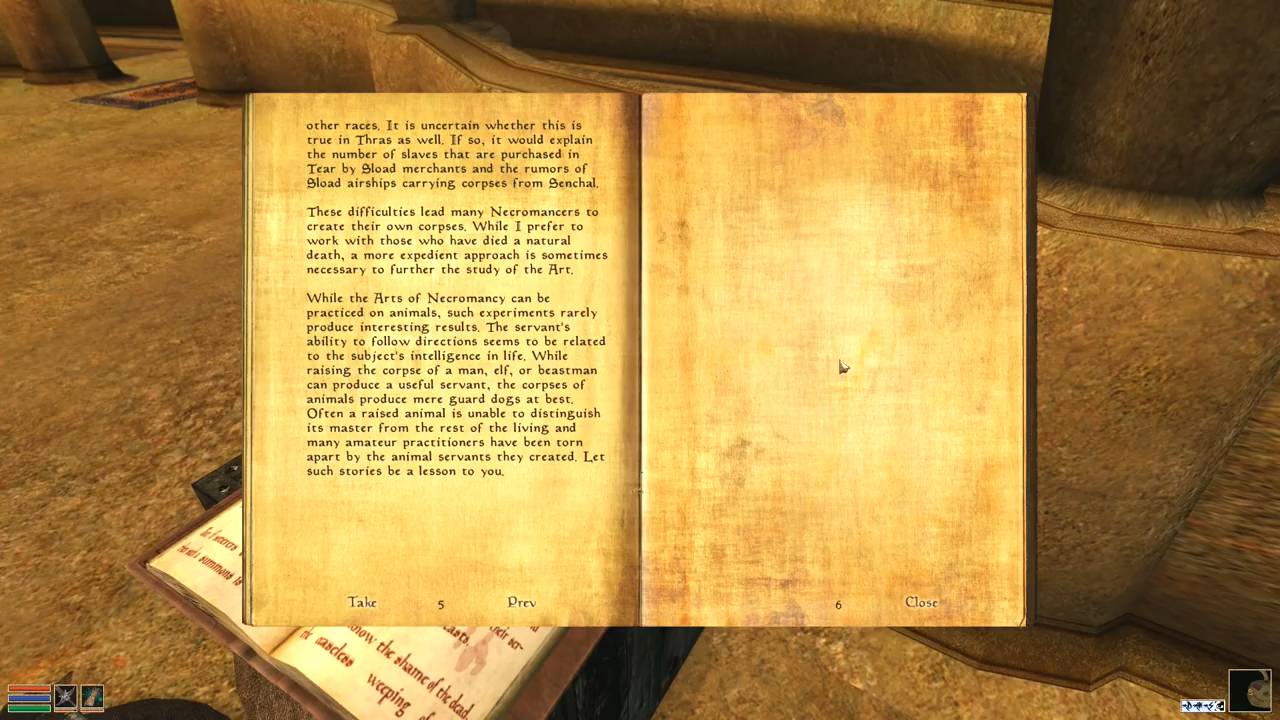 other races. It is uncertain whether this is
true in Thras as well. If so, it would explain
the number of slaves that are purchased in
Tear by Sload merchants and the rumors of
Sload airships carrying corpses from Senchal.
These difficulties lead many Necromancers to
create their own corpses. While I prefer to
work with those who have died a natural
death, a more expedient approach is sometimes
necessary to further the study of the Art.
While the Arts of Necromancy can be
practiced on animals, such experiments rarely
produce interesting results. The servant's
ability to follow directions seems to be related
to the subject's intelligence in life. While
raising the corpse of a man, elf, or beastman
can produce a useful servant, the corpses of
animals produce mere guard dogs at best.
Often a raised animal is unable to distinguish
its master from the rest of the living and
many amateur practitioners have been torn
apart by the animal servants they created. Let
such stories be a lesson to you.
Take 5 Prev
6 Close
summons
know the shame of the dead.
nameless
weeping of